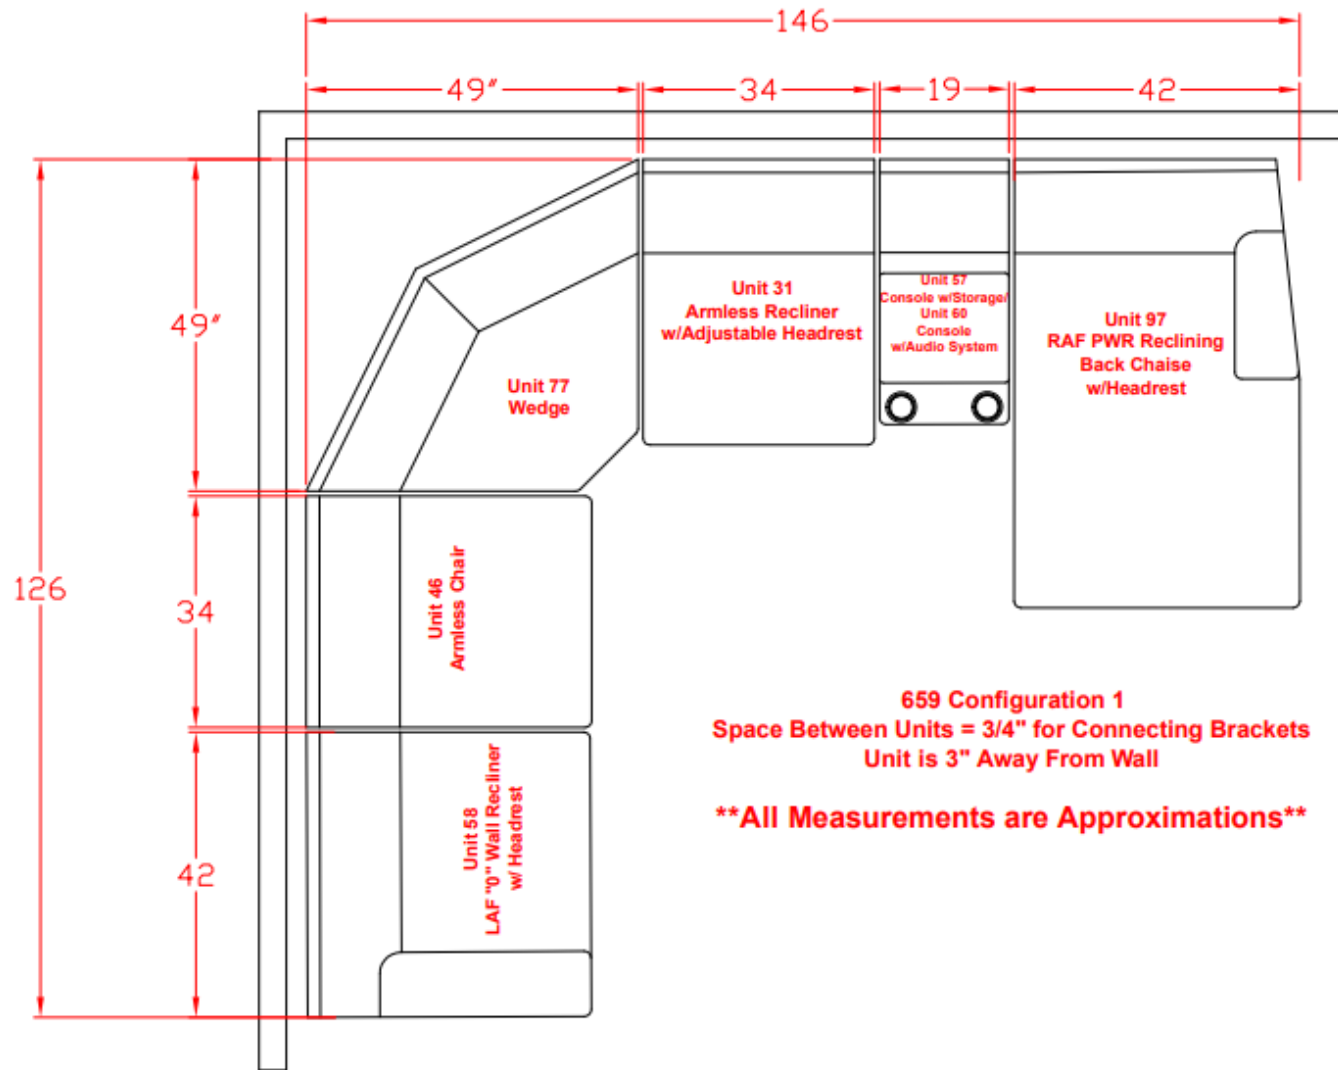 146
49"
34
19
42
126
49"
34
42
Unit 77
Wedge
Unit 31
Armless Recliner
w/Adjustable Headrest
Unit 57
Console w/Storage/
Unit 60
Console
w/Audio System
Unit 97
RAF PWR Reclining
Back Chaise
w/Headrest
Unit 46
Armless Chair
Unit 58
LAF "0" Wall Recliner
w/ Headrest
659 Configuration 1
Space Between Units = 3/4" for Connecting Brackets
Unit is 3" Away From Wall
**All Measurements are Approximations**